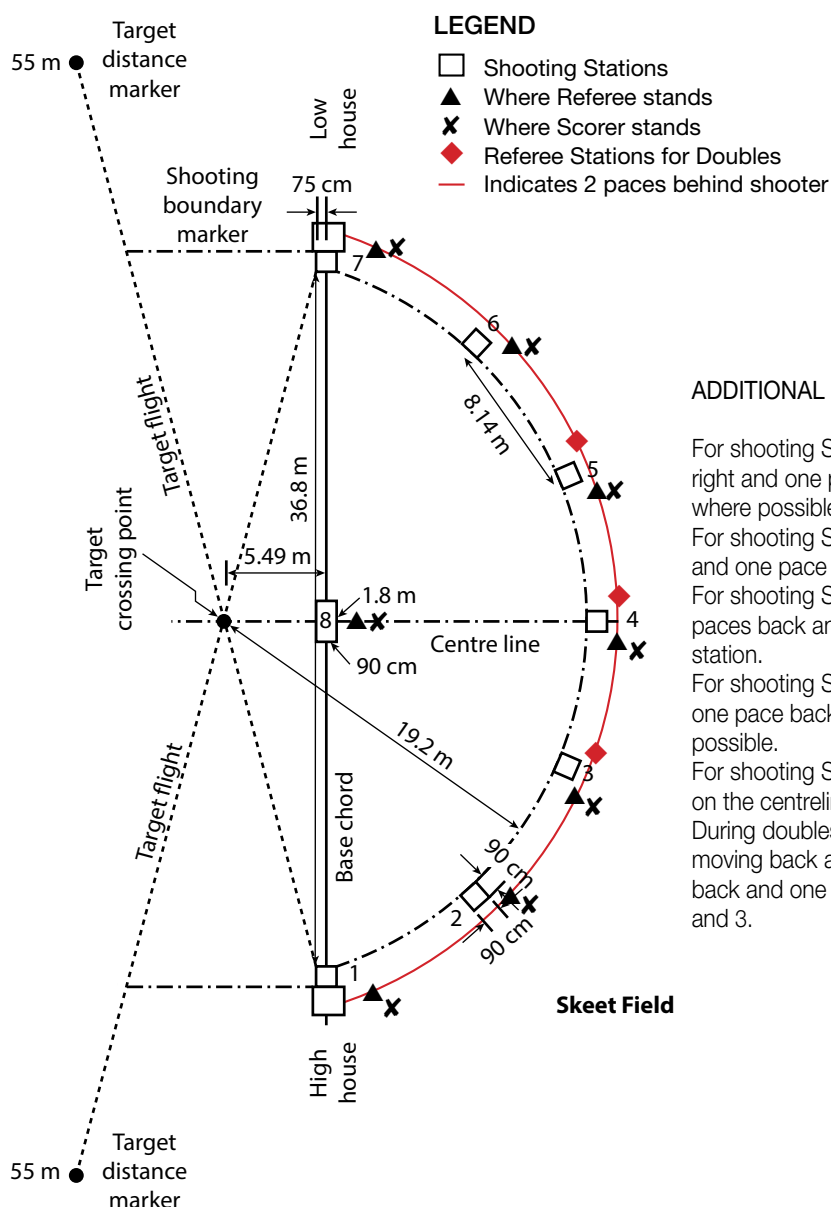 LEGEND
Shooting Stations
Where Referee stands
Where Scorer stands
Referee Stations for Doubles
Indicates 2 paces behind shooter
55 m
Target
distance
marker
Low
house
75 cm
Shooting
boundary
marker
7
6
8.14 m
5
Target flight
36.8 m
Target
crossing point
5.49 m
8
1.8 m
4
Centre line
90 cm
19.2 m
3
Target flight
Base chord
90 cm
2
90 cm
1
Skeet Field
High
house
55 m
Target
distance
marker
ADDITIONAL
For shooting S
right and one p
where possible
For shooting S
and one pace
For shooting S
paces back an
station.
For shooting S
one pace back
possible.
For shooting S
on the centreli
During doubles
moving back a
back and one
and 3.